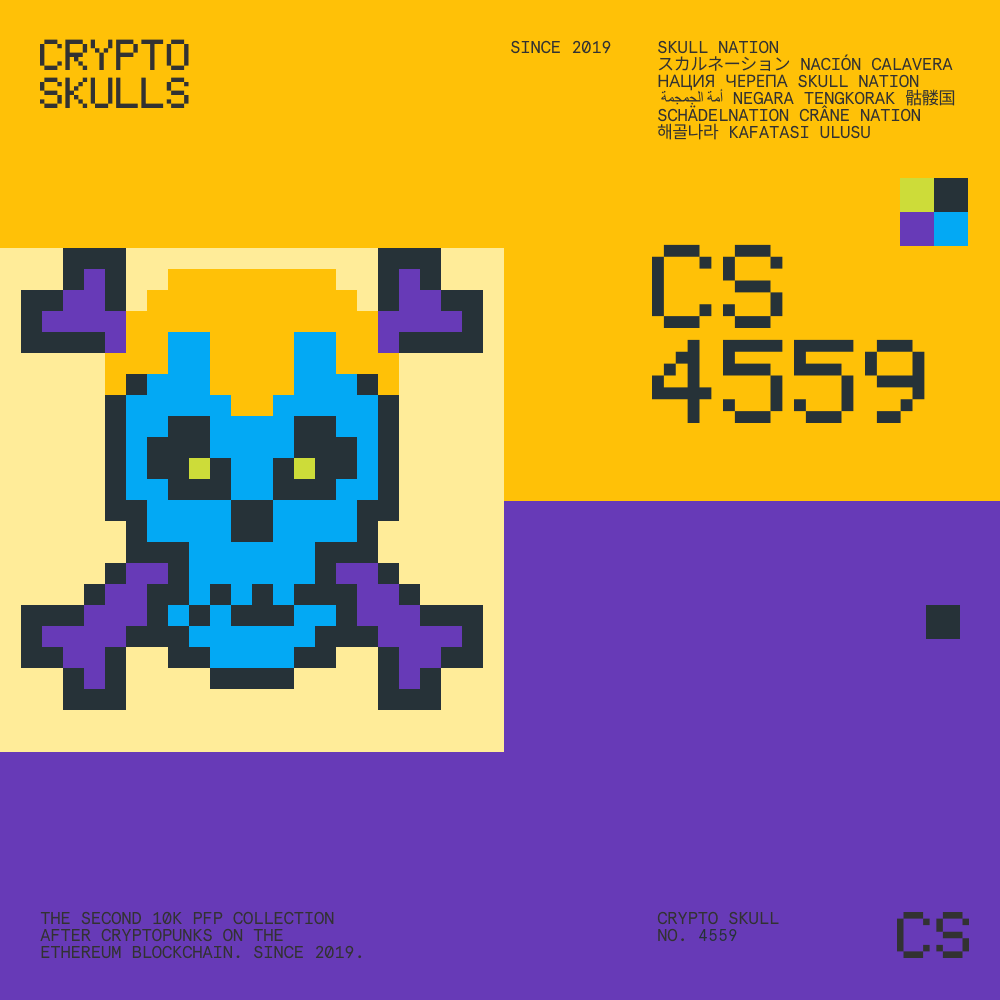 CRYPTO
SKULLS
SINCE 2019
SKULL NATION
スカルネーション NACIÓN CALAVERA
НАЦИЯ ЧЕРЕПА SKULL NATION
أمة الجمجمة NEGARA TENGKORAK 骷髅国
SCHÄDELNATION CRÂNE NATION
해골나라 KAFATASI ULUSU
CS
4559
THE SECOND 10K PFP COLLECTION
AFTER CRYPTOPUNKS ON THE
ETHEREUM BLOCKCHAIN. SINCE 2019.
CRYPTO SKULL
NO. 4559
CS